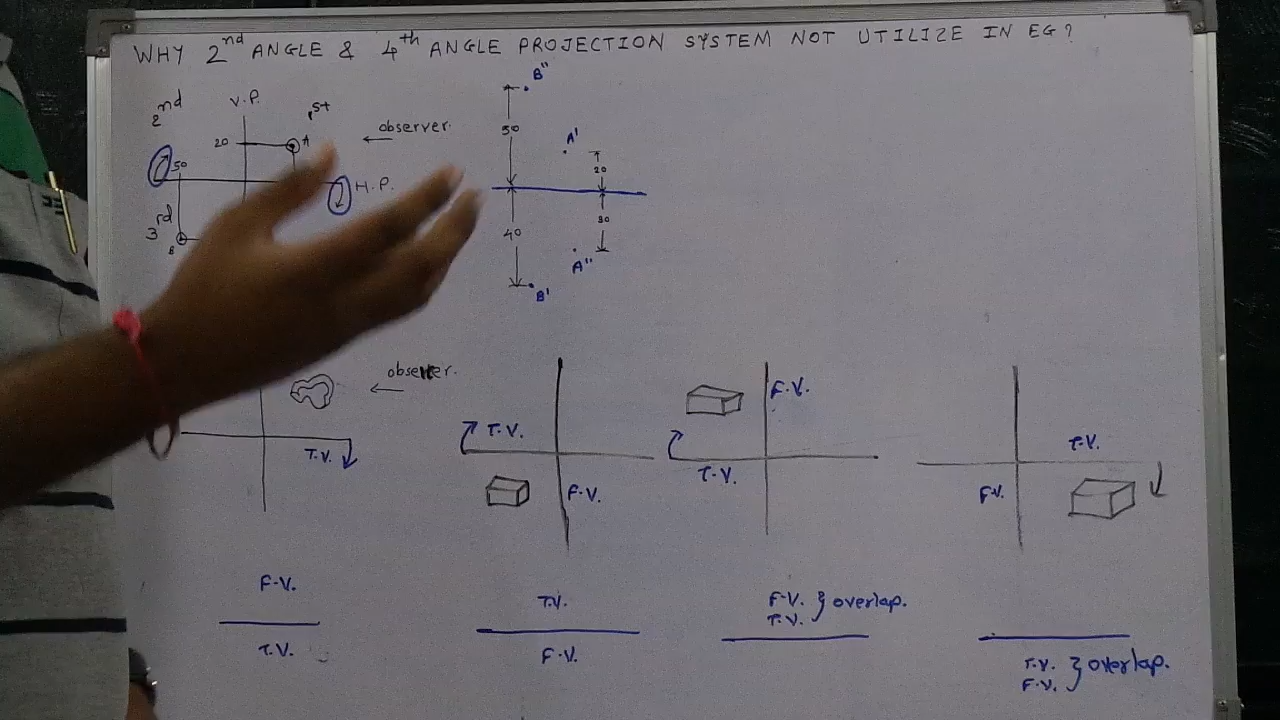 WHY 2nd ANGLE & 4th ANGLE PROJECTION SYSTEM NOT UTILIZE IN EG?
2nd V.P. 1st
observer.
20 A
50 H.P.
3rd
B
B"
50
A'
20
40 30
A"
B'
observer.
T.V.
T.V.
F.V.
F.V.
T.V.
T.V.
F.V.
F.V.
T.V.
T.V.
F.V.
F.V. } overlap.
T.V.
T.V. } overlap.
F.V.